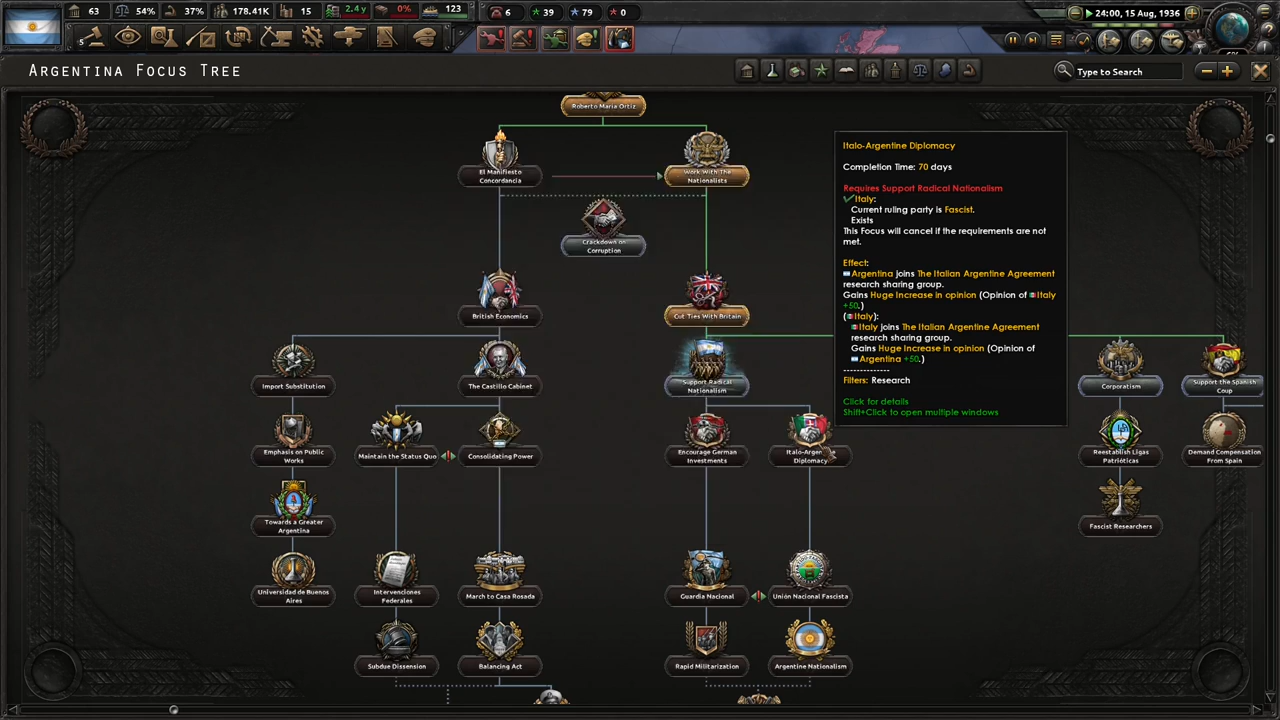 63
54%
37%
178.41K
15
2.4y
0%
123
6
39
79
0
24:00, 15 Aug, 1936
5
ARGENTINA FOCUS TREE
Type to Search
Roberto María Ortiz
El Manifiesto
Concordancia
Work With The
Nationalists
Crackdown on
Corruption
British Economics
Cut Ties With Britain
Import Substitution
The Castillo Cabinet
Support Radical
Nationalism
Corporatism
Support the Spanish
Coup
Emphasis on Public
Works
Maintain the Status Quo
Consolidating Power
Encourage German
Investments
Italo-Argentine
Diplomacy
Reestablish Ligas
Patrióticas
Demand Compensation
From Spain
Towards a Greater
Argentina
Fascist Researchers
Universidad de Buenos
Aires
Intervenciones
Federales
March to Casa Rosada
Guardia Nacional
Unión Nacional Fascista
Subdue Dissension
Balancing Act
Rapid Militarization
Argentine Nationalism
Italo-Argentine Diplomacy
Completion Time: 70 days
Requires Support Radical Nationalism
Italy:
Current ruling party is Fascist.
Exists
This Focus will cancel if the requirements are not
met.
Effect:
Argentina joins The Italian Argentine Agreement
research sharing group.
Gains Huge Increase in opinion (Opinion of Italy
+50.)
(Italy):
Italy joins The Italian Argentine Agreement
research sharing group.
Gains Huge Increase in opinion (Opinion of
Argentina +50.)
--------------
Filters: Research
Click for details
Shift+Click to open multiple windows